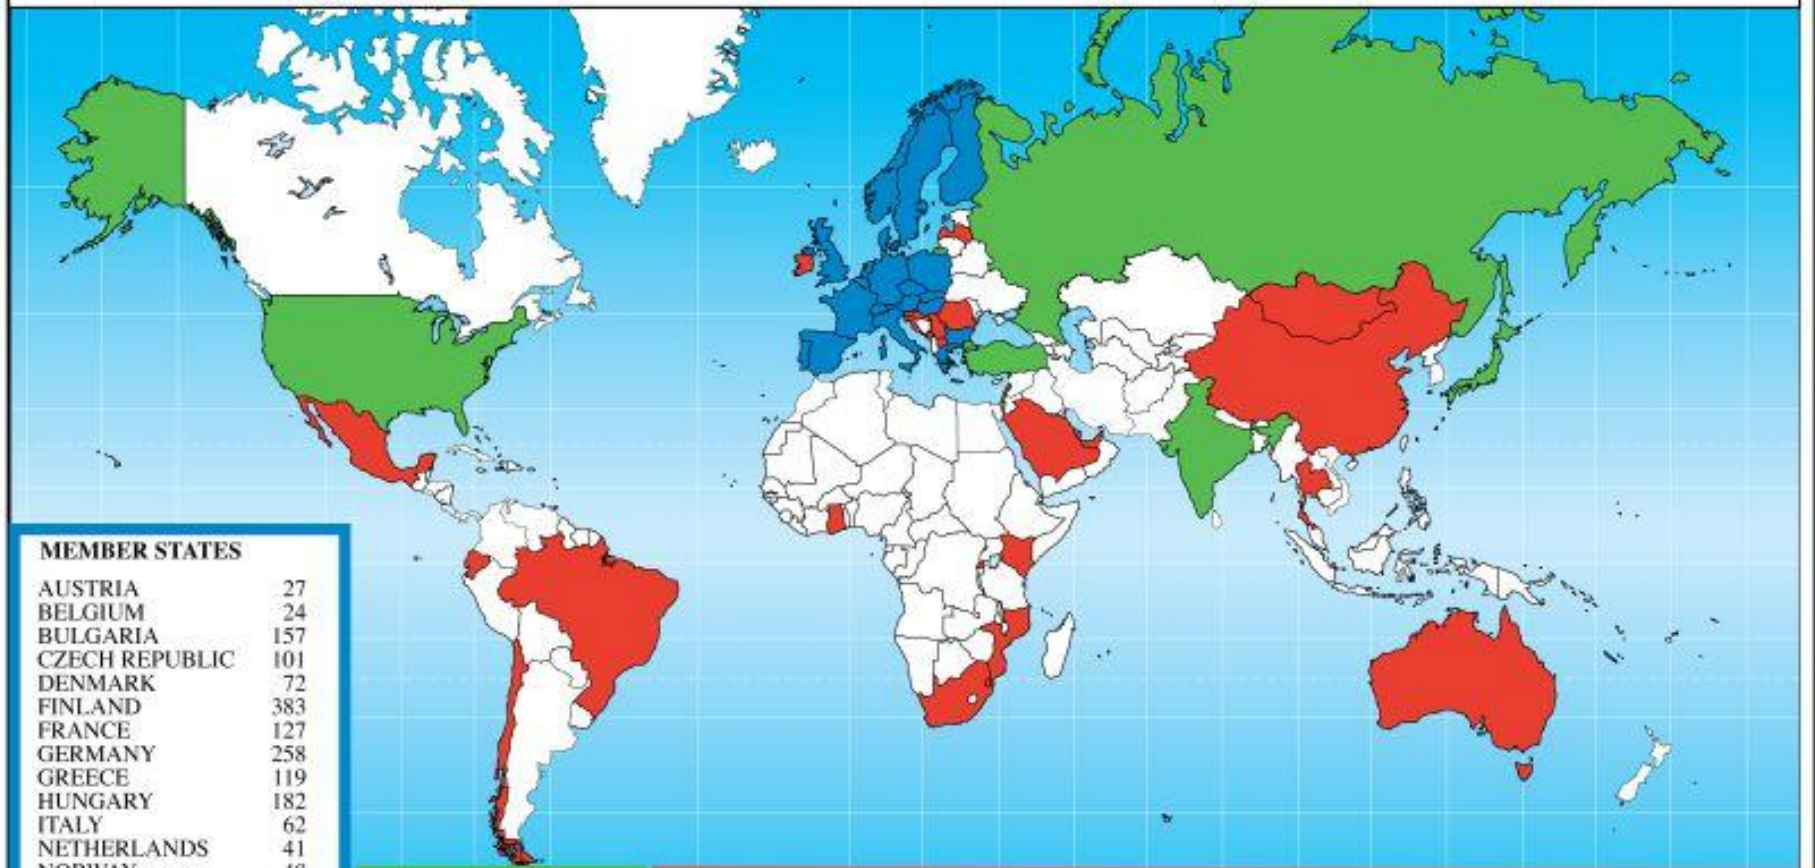 MEMBER STATES
AUSTRIA 27
BELGIUM 24
BULGARIA 157
CZECH REPUBLIC 101
DENMARK 72
FINLAND 383
FRANCE 127
GERMANY 258
GREECE 119
HUNGARY 182
ITALY 62
NETHERLANDS 41
NORWAY